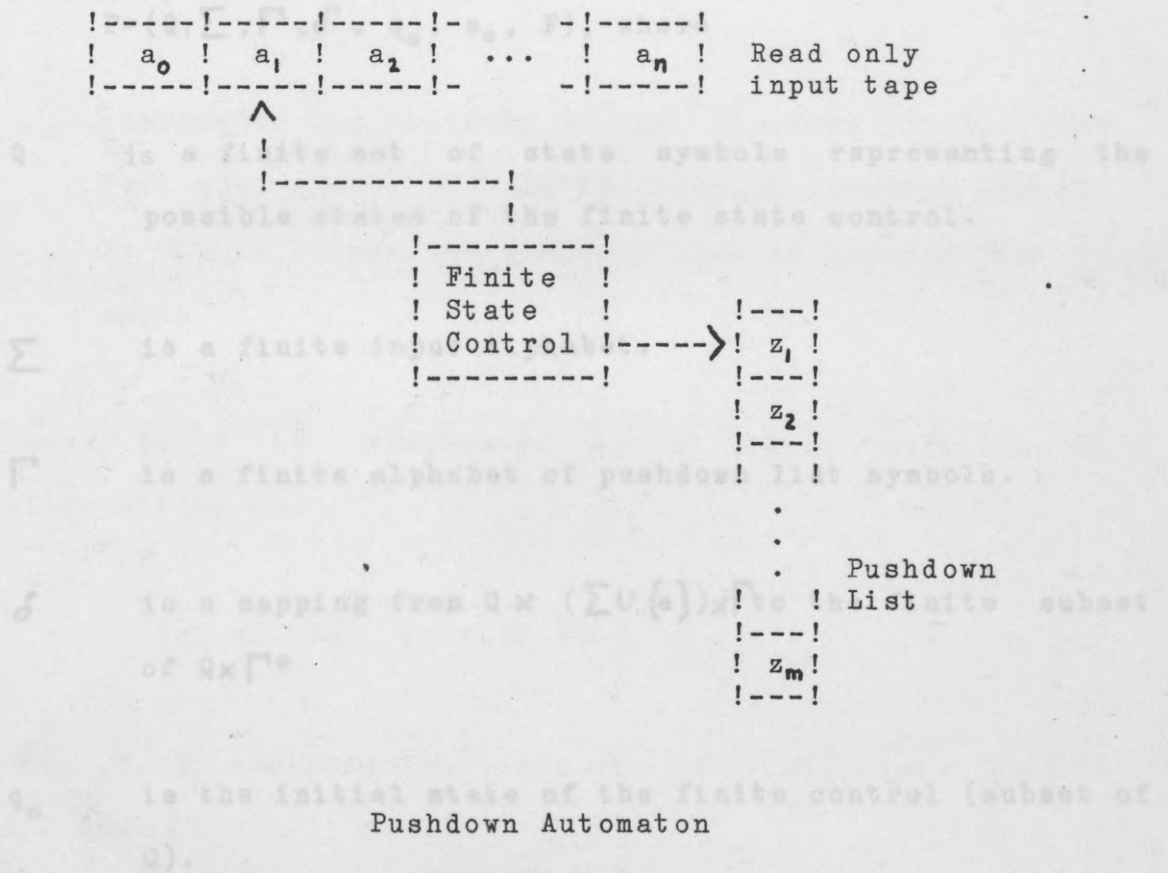 P=(Q, Σ, Γ, δ, q₀, z₀, F), where
!-----!-----!-----!- -!-----!
! a₀ ! a₁ ! a₂ ! ... ! aₙ ! Read only
!-----!-----!-----!- -!-----! input tape
Q is a finite set of state symbols representing the
possible states of the finite state control.
!---------!
! Finite !
! State ! !---!
! Control !----->! z₁ !
!---------! !---!
Σ is a finite input alphabet.
! z₂ !
!---!
Γ is a finite alphabet of pushdown list symbols.
! !
.
.
. Pushdown
! ! List
!---!
δ is a mapping from Q x (Σ U {e}) x Γ to the finite subset
of Q x Γ*
! zₘ !
!---!
q₀ is the initial state of the finite control (subset of
Q).
Pushdown Automaton